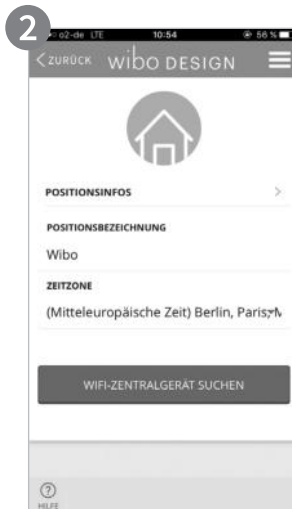 2
o2-de LTE 10:54 56 %
ZURÜCK wibo DESIGN
POSITIONSINFOS
POSITIONSBEZEICHNUNG
Wibo
ZEITZONE
(Mitteleuropäische Zeit) Berlin, Paris,
WIFI-ZENTRALGERÄT SUCHEN
?
HILFE